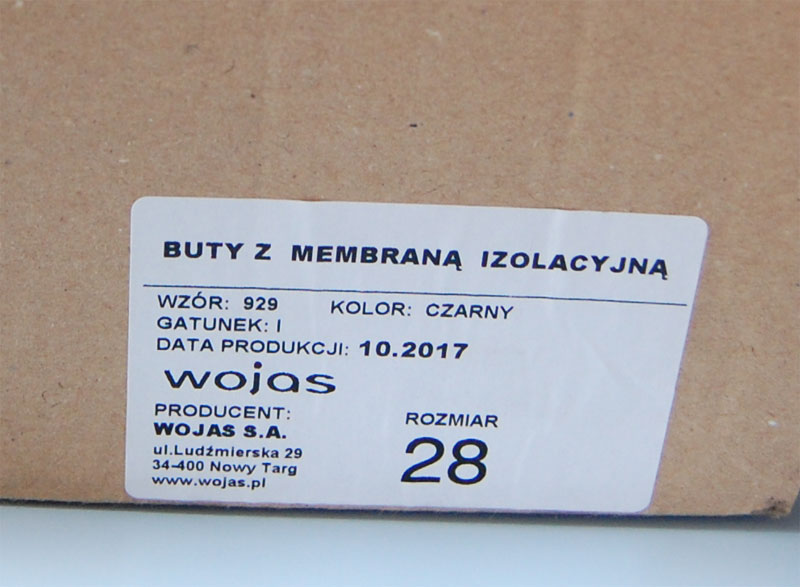 BUTY Z MEMBRANĄ IZOLACYJNĄ
WZÓR: 929 KOLOR: CZARNY
GATUNEK: I
DATA PRODUKCJI: 10.2017
wojas
PRODUCENT:
WOJAS S.A.
ul.Ludźmierska 29
34-400 Nowy Targ
www.wojas.pl
ROZMIAR
28